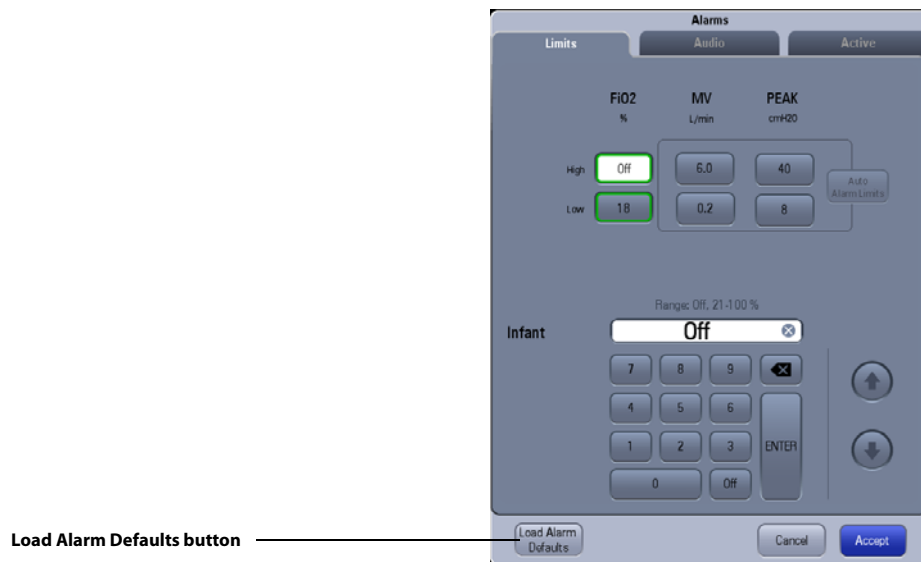 Alarms
Limits Audio Active
FiO2 MV PEAK
% L/min cmH20
High Off 6.0 40
Low 18 0.2 8
Auto
Alarm Limits
Range: Off, 21-100 %
Infant Off
7 8 9
4 5 6
1 2 3 ENTER
0 Off
Load Alarm Defaults button
Load Alarm
Defaults
Cancel Accept